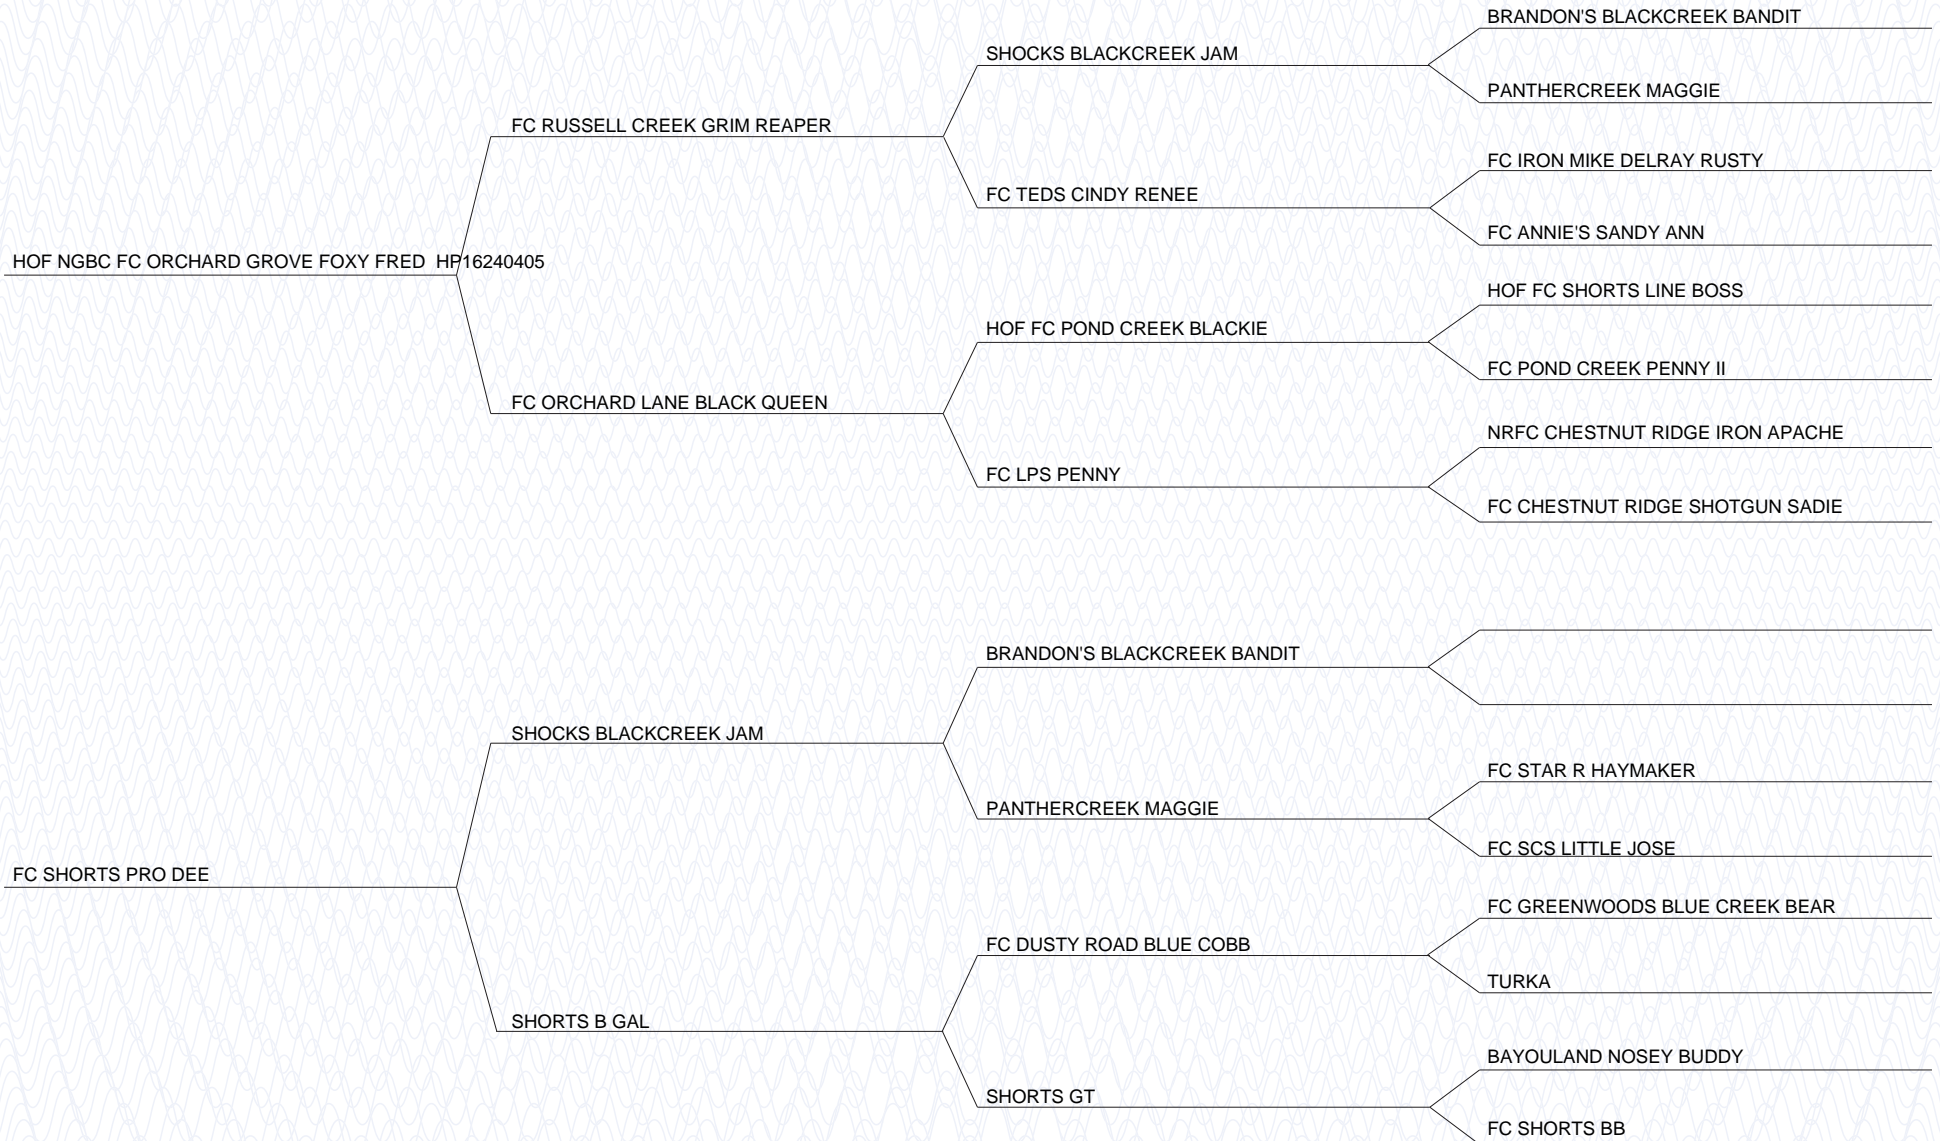 BRANDON'S BLACKCREEK BANDIT
SHOCKS BLACKCREEK JAM
PANTHERCREEK MAGGIE
FC RUSSELL CREEK GRIM REAPER
FC IRON MIKE DELRAY RUSTY
FC TEDS CINDY RENEE
FC ANNIE'S SANDY ANN
HOF NGBC FC ORCHARD GROVE FOXY FRED HP16240405
HOF FC SHORTS LINE BOSS
HOF FC POND CREEK BLACKIE
FC POND CREEK PENNY II
FC ORCHARD LANE BLACK QUEEN
NRFC CHESTNUT RIDGE IRON APACHE
FC LPS PENNY
FC CHESTNUT RIDGE SHOTGUN SADIE
BRANDON'S BLACKCREEK BANDIT
SHOCKS BLACKCREEK JAM
FC STAR R HAYMAKER
PANTHERCREEK MAGGIE
FC SCS LITTLE JOSE
FC SHORTS PRO DEE
FC GREENWOODS BLUE CREEK BEAR
FC DUSTY ROAD BLUE COBB
TURKA
SHORTS B GAL
BAYOULAND NOSEY BUDDY
SHORTS GT
FC SHORTS BB